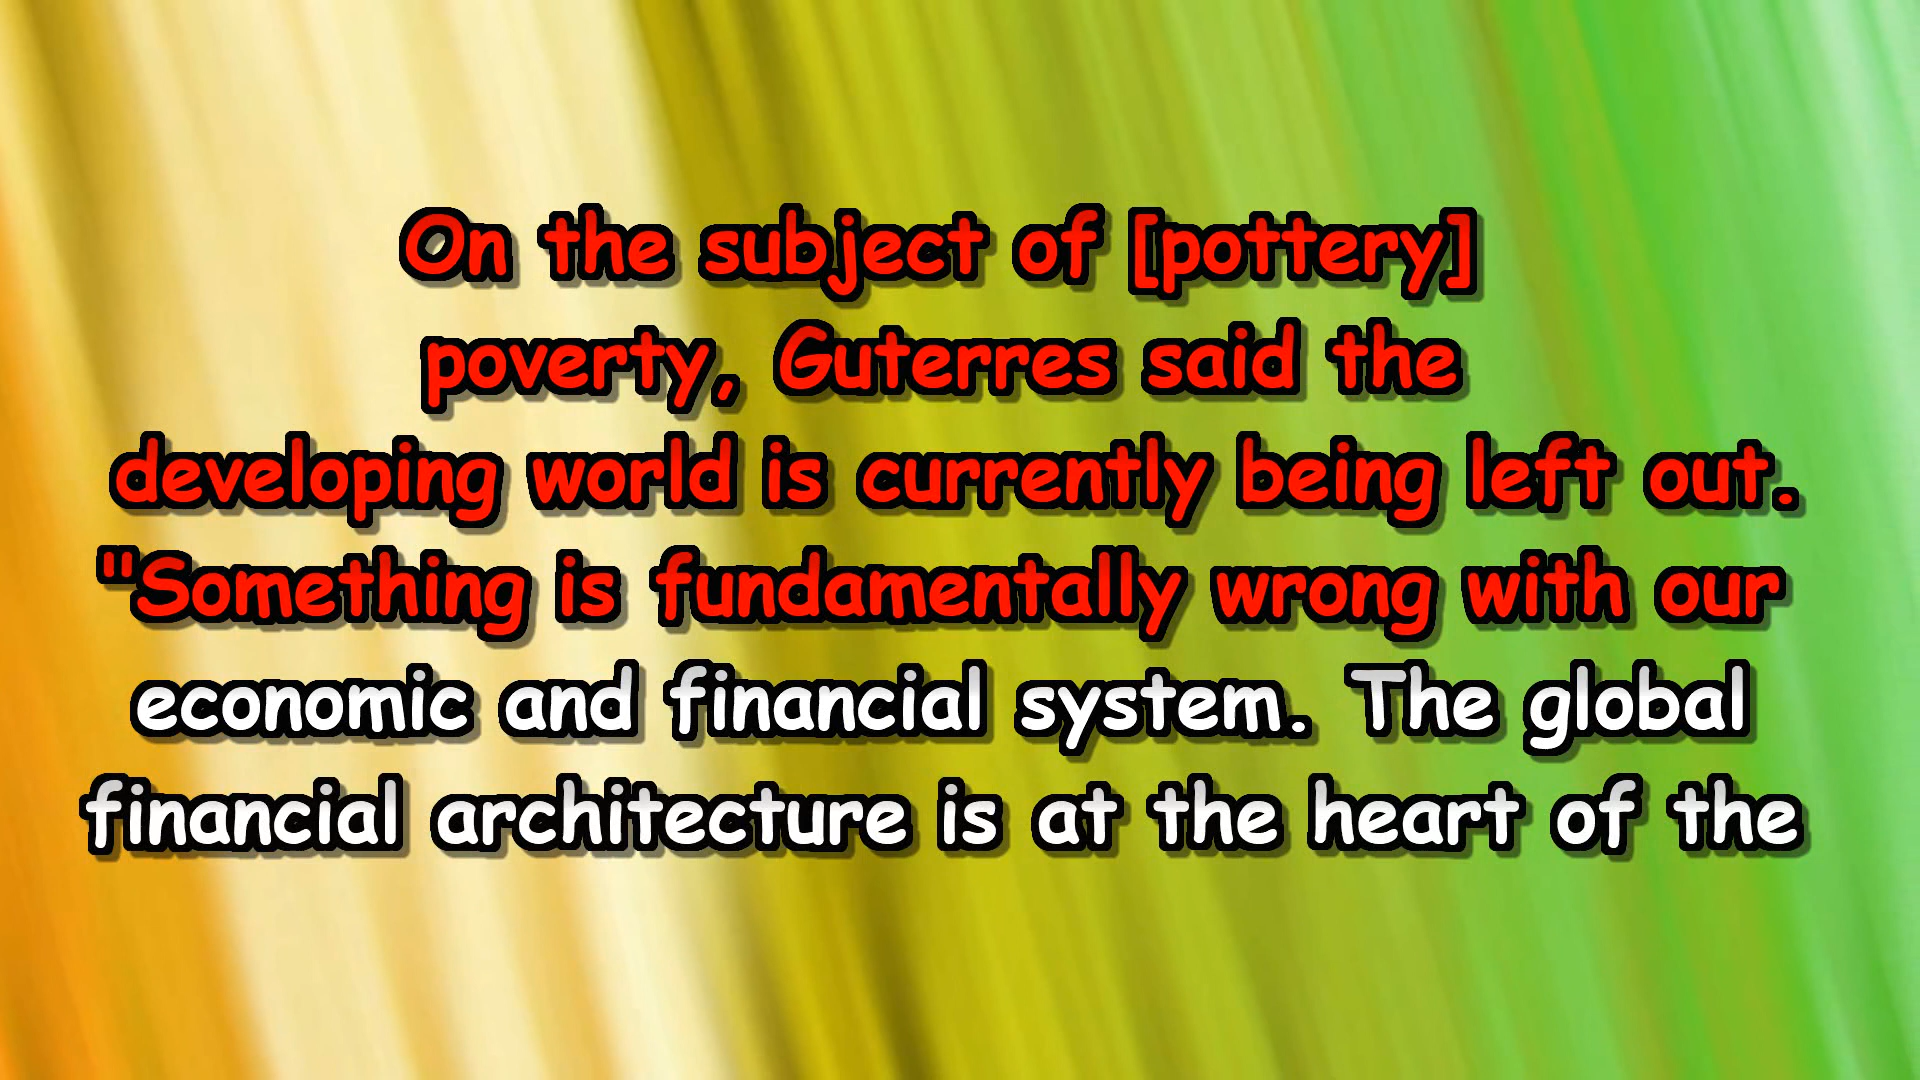 On the subject of [pottery]
poverty, Guterres said the
developing world is currently being left out.
"Something is fundamentally wrong with our
economic and financial system. The global
financial architecture is at the heart of the